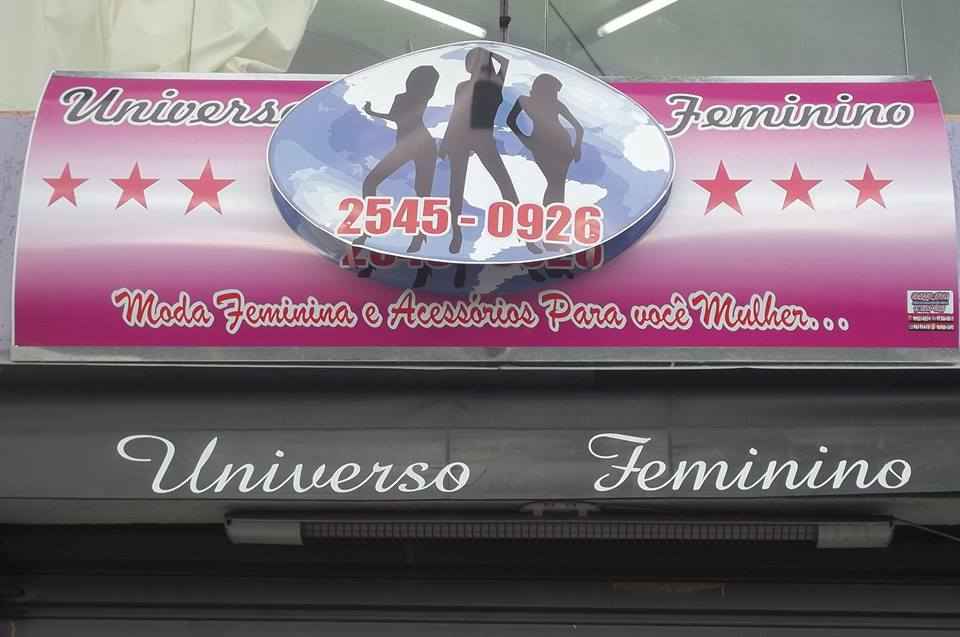 Universo Feminino
2545 - 0926
Moda Feminina e Acessórios Para você Mulher...
Universo Feminino